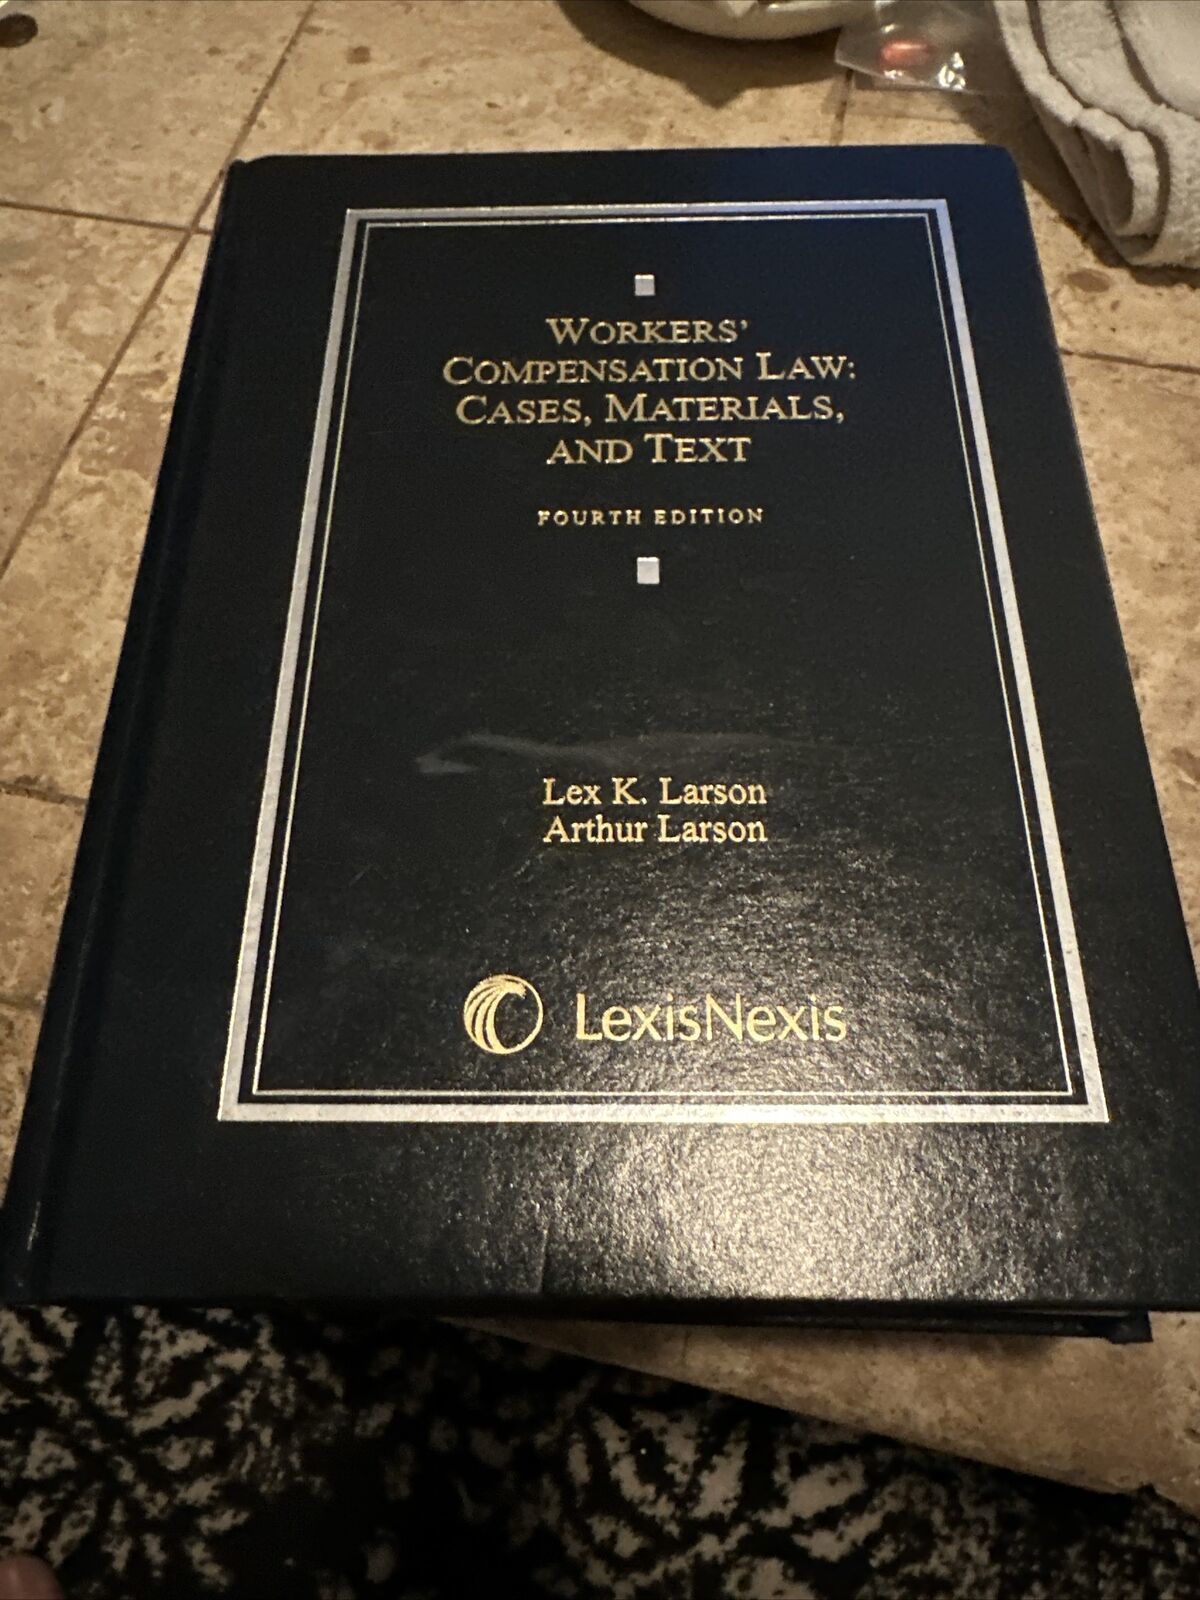 WORKERS'
COMPENSATION LAW:
CASES, MATERIALS,
AND TEXT
FOURTH EDITION
Lex K. Larson
Arthur Larson
LexisNexis